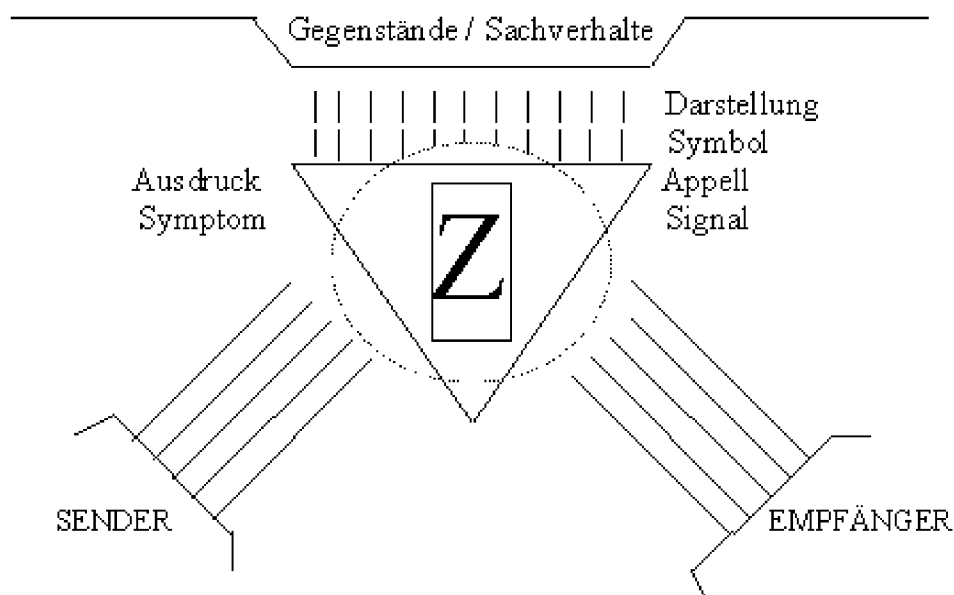 Gegenstände / Sachverhalte
Darstellung
Symbol
Ausdruck
Symptom
Appell
Signal
Z
SENDER
EMPFÄNGER